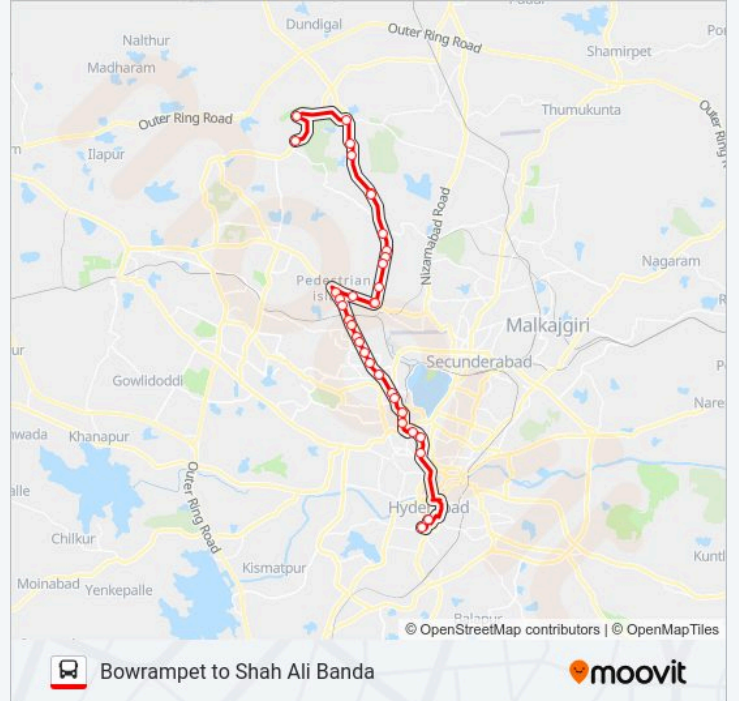 Dundigal
Nalthur
Outer Ring Road
Madharam
Shamirpet
Thumukunta
Outer Ring Road
Ilapur
Nizamabad Road
Nagaram
Pedestrian
Malkajgiri
Secunderabad
Gowlidoddi
Khanapur
Outer Ring Road
Hyderabad
Chilkur
Kismatpur
Moinabad
Yenkepalle
© OpenStreetMap contributors | © OpenMapTiles
Bowrampet to Shah Ali Banda
moovit